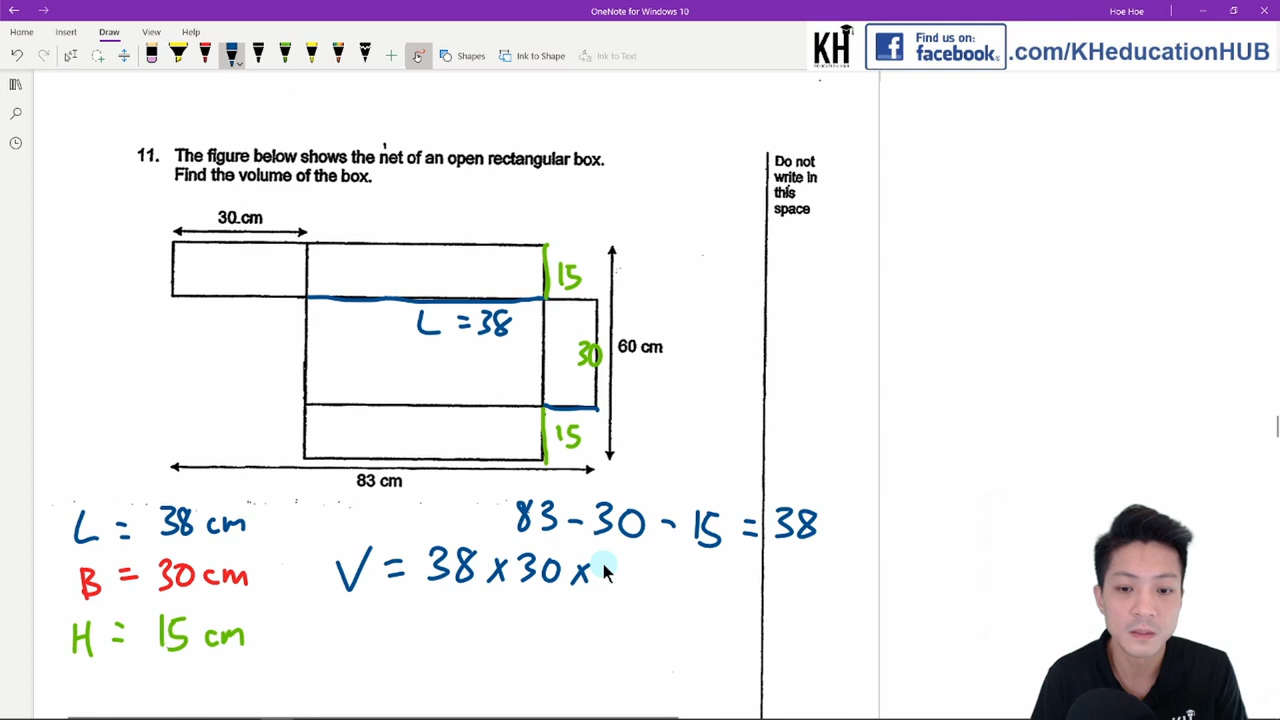 OneNote for Windows 10
Hoe Hoe
Home Insert Draw View Help
Shapes Ink to Shape Ink to Text
KH
Find us on:
facebook.com/KHeducationHUB
11. The figure below shows the net of an open rectangular box.
Find the volume of the box.
Do not
write in
this
space
30 cm
15
L = 38
30
60 cm
15
83 cm
L = 38 cm
83 - 30 - 15 = 38
B = 30 cm
V = 38 x 30 x
H = 15 cm